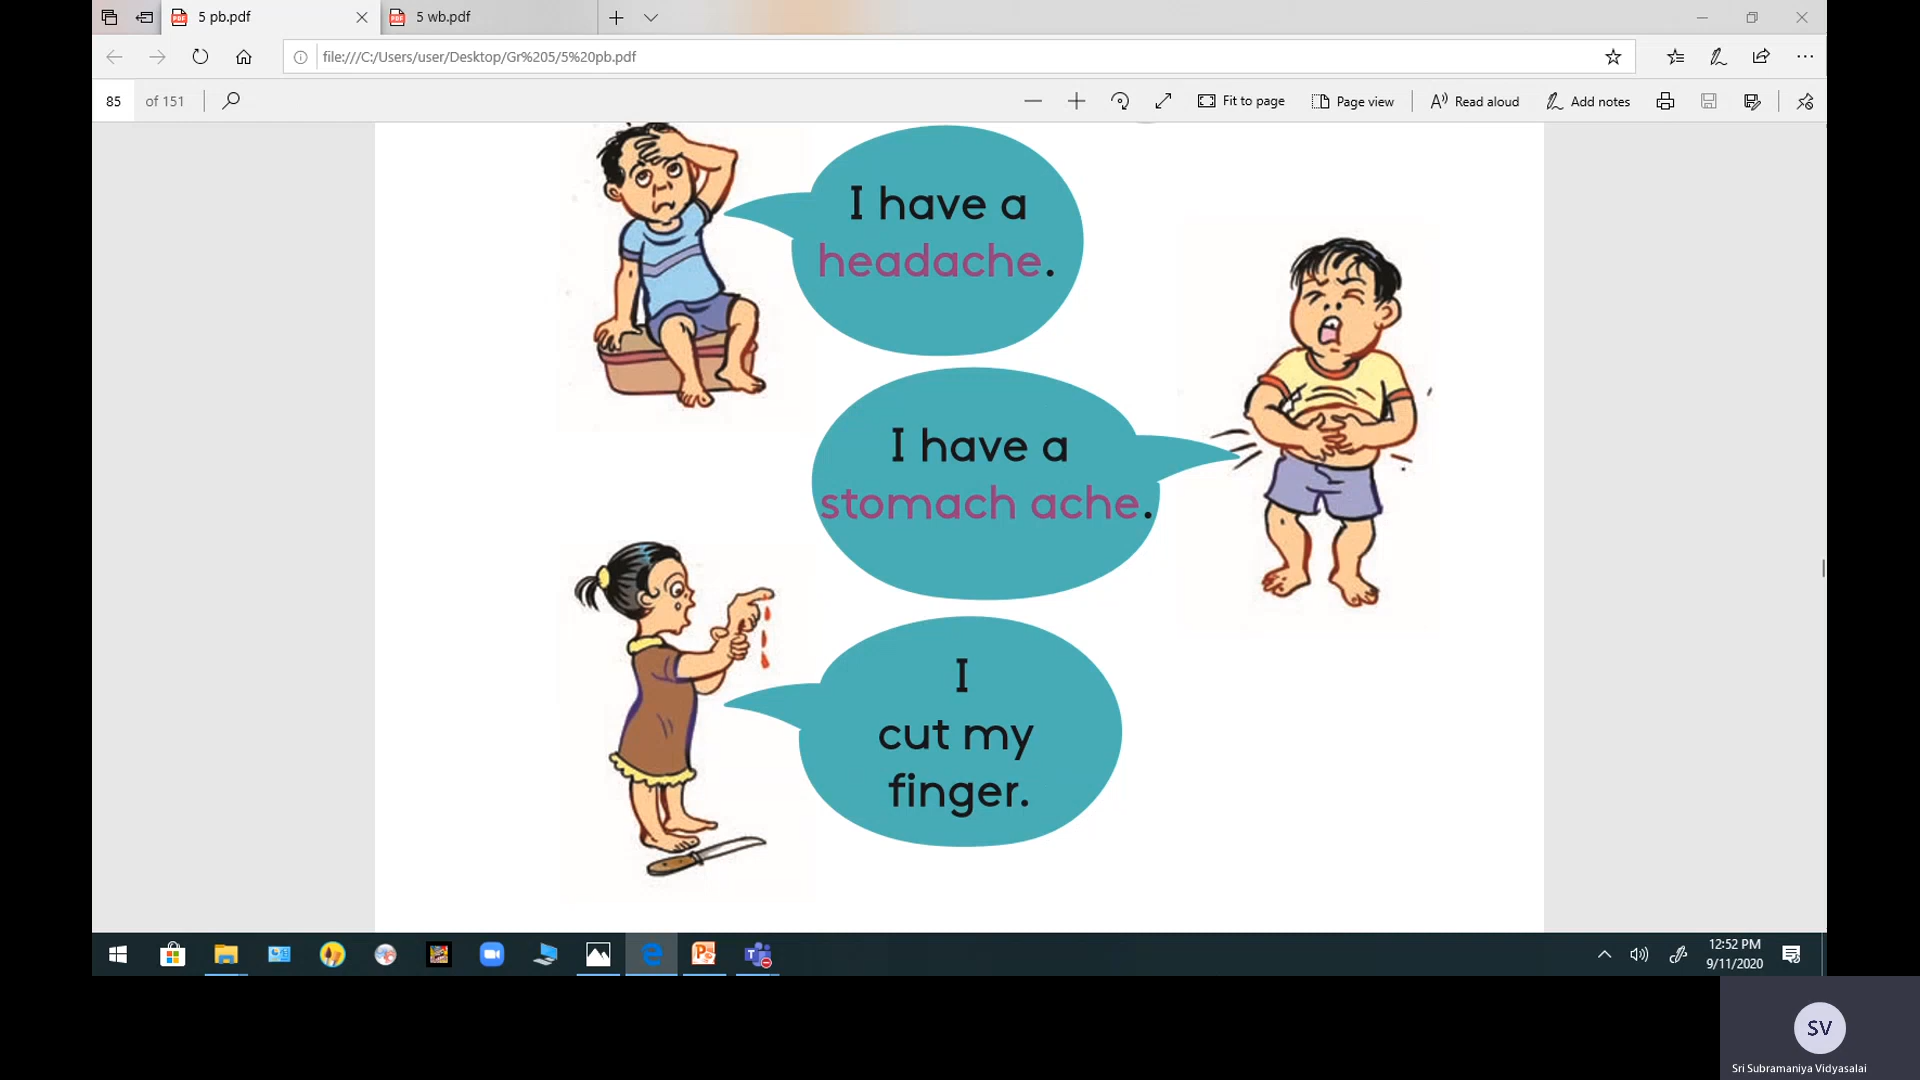 5 pb.pdf
5 wb.pdf
file:///C:/Users/user/Desktop/Gr%205/5%20pb.pdf
85 of 151
Fit to page
Page view
Read aloud
Add notes
I have a
headache.
I have a
stomach ache.
I
cut my
finger.
12:52 PM
9/11/2020
SV
Sri Subramaniya Vidyasalai